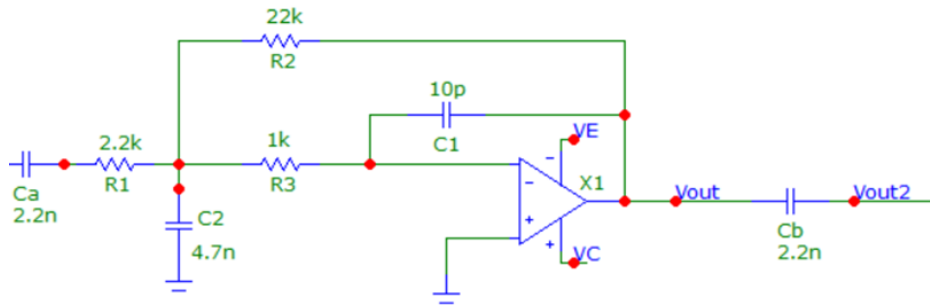 22k
R2
10p
C1
VE
2.2k
R1
1k
R3
X1
Ca
2.2n
C2
4.7n
Vout
Vout2
Cb
2.2n
VC